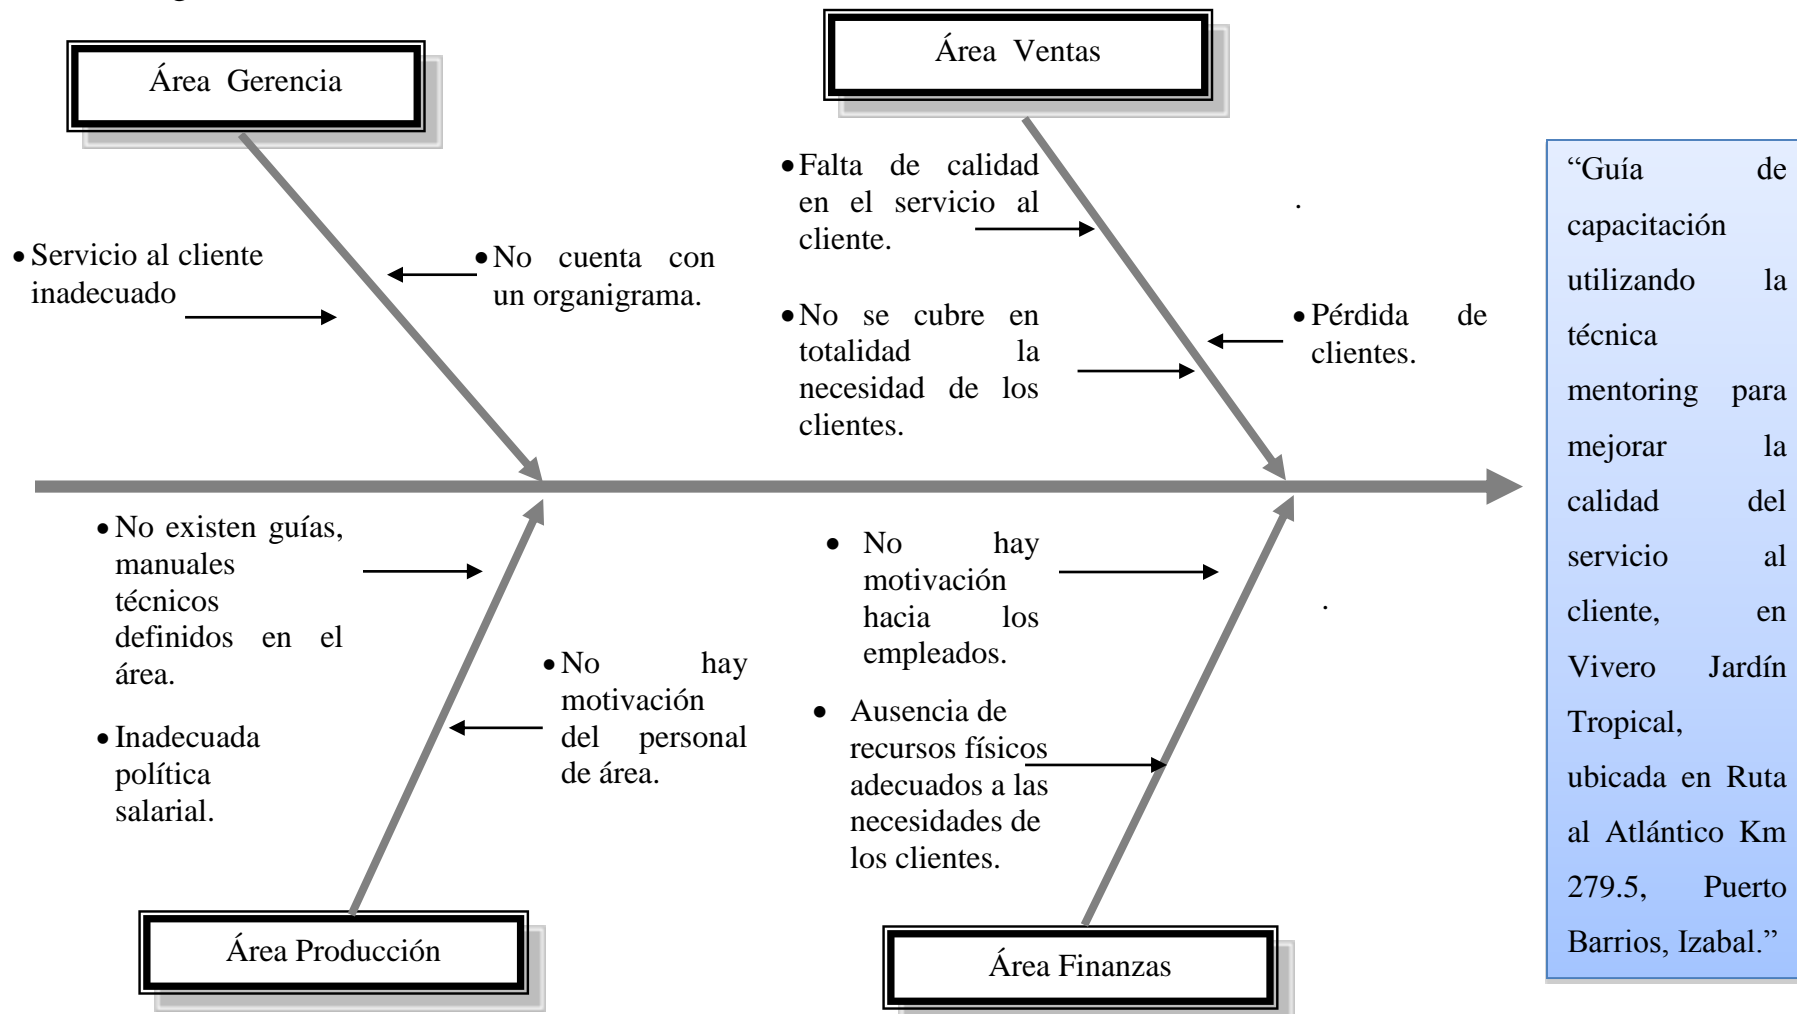 Área Gerencia
Área Ventas
• Servicio al cliente
inadecuado
• No cuenta con
un organigrama.
• Falta de calidad
en el servicio al
cliente.
• No se cubre en
totalidad la
necesidad de los
clientes.
.
• Pérdida de
clientes.
• No existen guías,
manuales
técnicos
definidos en el
área.
• Inadecuada
política
salarial.
• No hay
motivación
del personal
de área.
• No hay
motivación
hacia los
empleados.
• Ausencia de
recursos físicos
adecuados a las
necesidades de
los clientes.
.
Área Producción
Área Finanzas
“Guía de
capacitación
utilizando la
técnica
mentoring para
mejorar la
calidad del
servicio al
cliente, en
Vivero Jardín
Tropical,
ubicada en Ruta
al Atlántico Km
279.5, Puerto
Barrios, Izabal.”